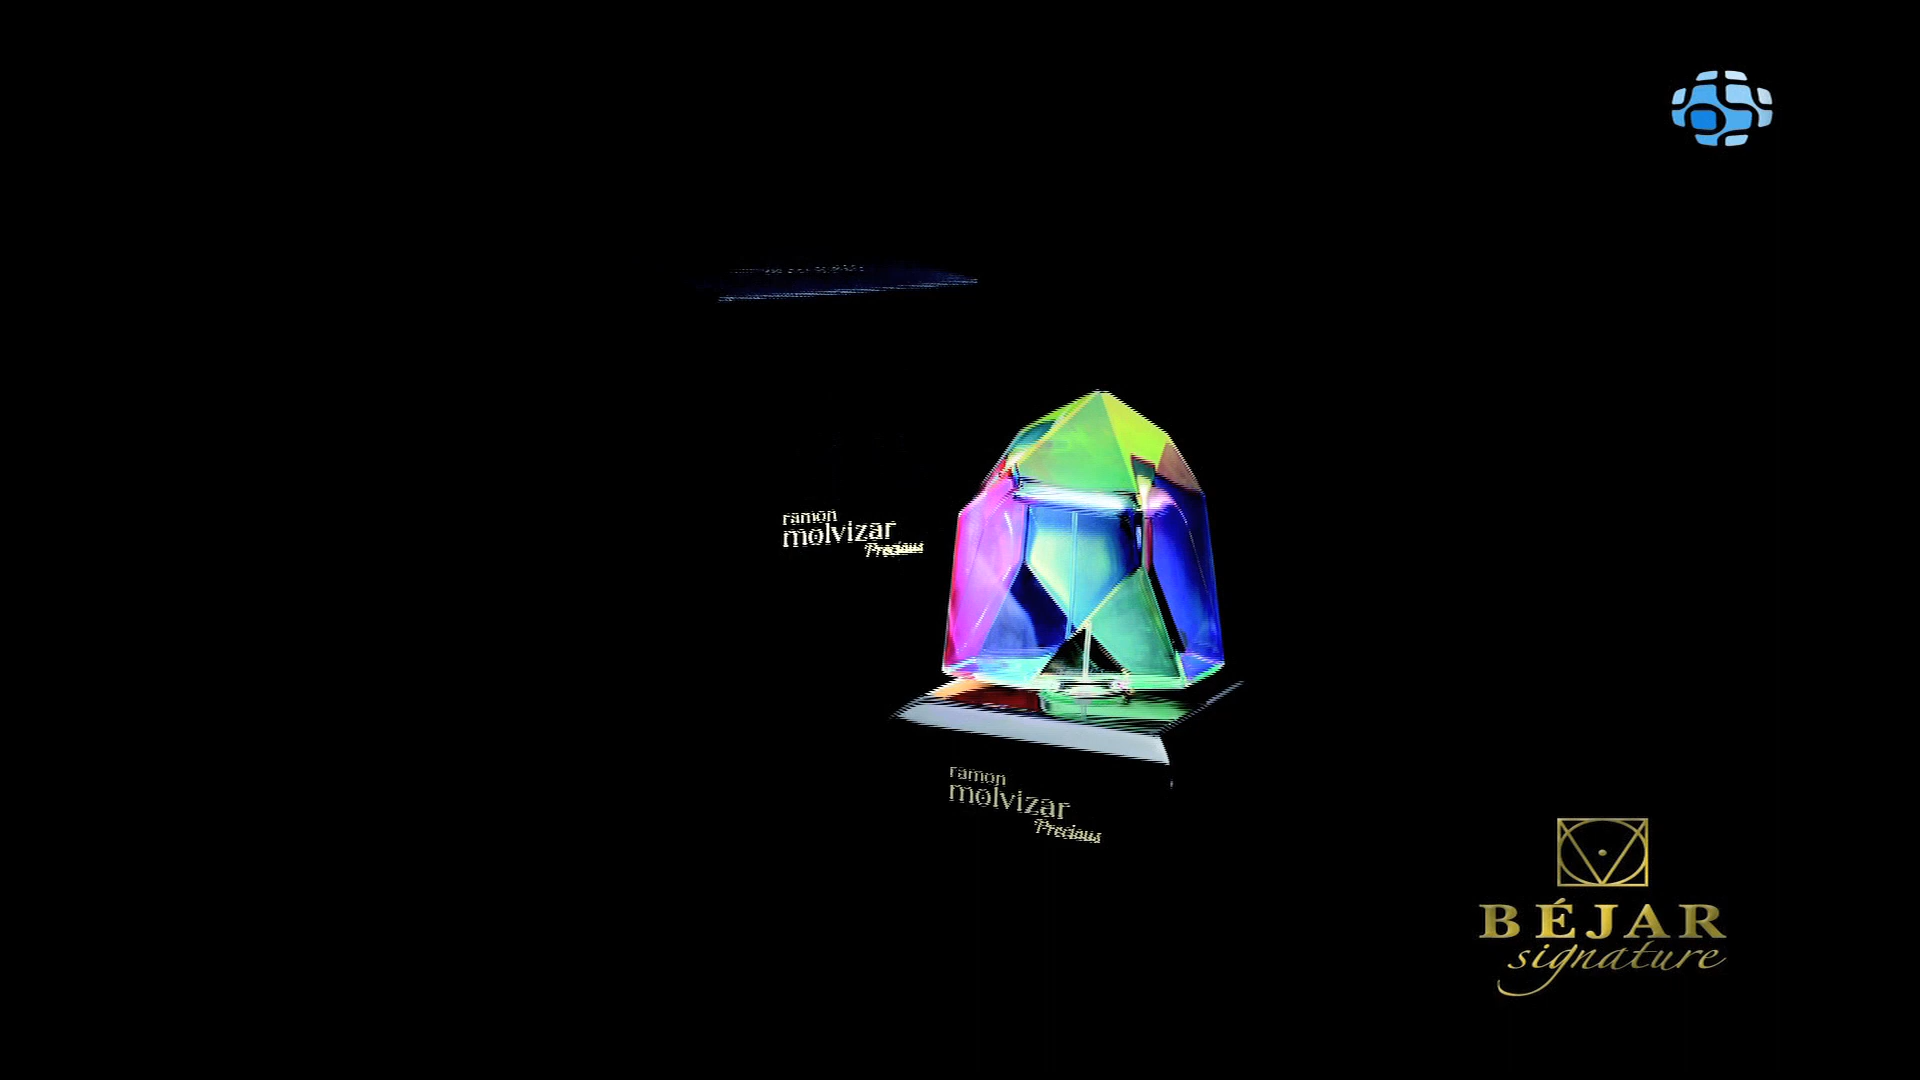 ramon
molvizar
Precious
ramon
molvizar
Precious
BÉJAR
signature